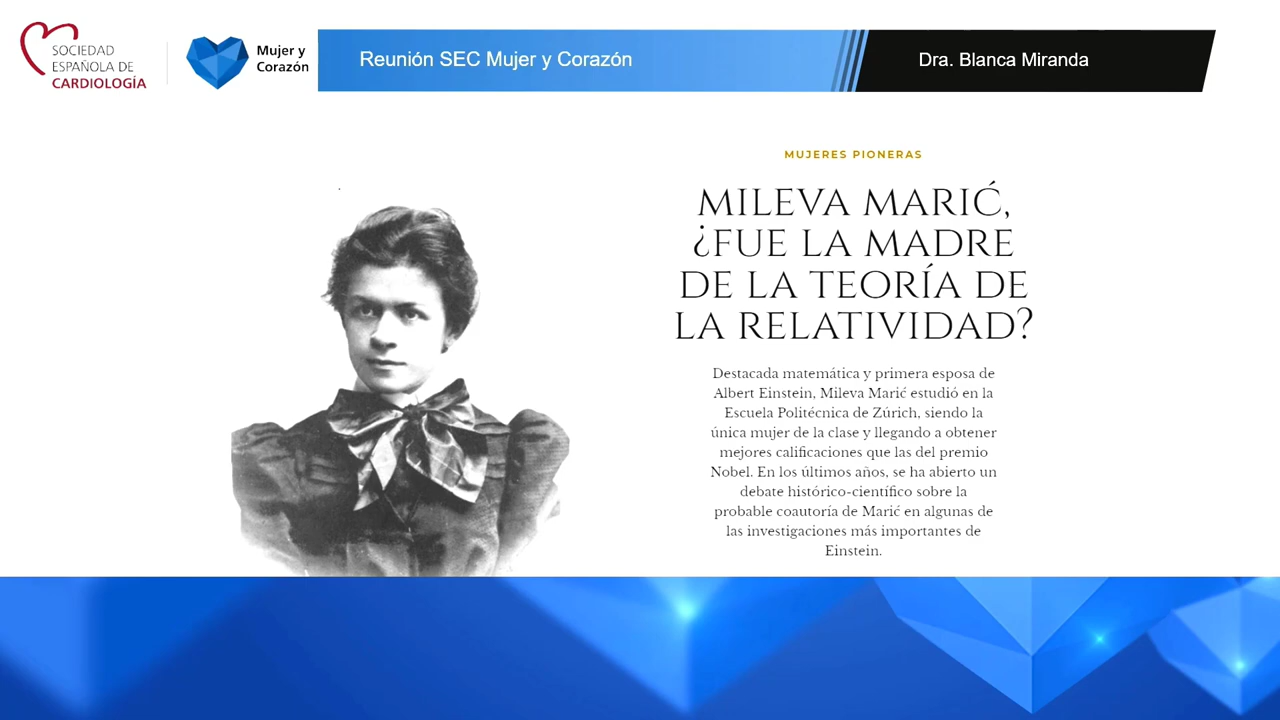 SOCIEDAD
ESPAÑOLA DE
CARDIOLOGÍA
Mujer y
Corazón
Reunión SEC Mujer y Corazón
Dra. Blanca Miranda
MUJERES PIONERAS
MILEVA MARIĆ,
¿FUE LA MADRE
DE LA TEORÍA DE
LA RELATIVIDAD?
Destacada matemática y primera esposa de
Albert Einstein, Mileva Marić estudió en la
Escuela Politécnica de Zúrich, siendo la
única mujer de la clase y llegando a obtener
mejores calificaciones que las del premio
Nobel. En los últimos años, se ha abierto un
debate histórico-científico sobre la
probable coautoría de Marić en algunas de
las investigaciones más importantes de
Einstein.